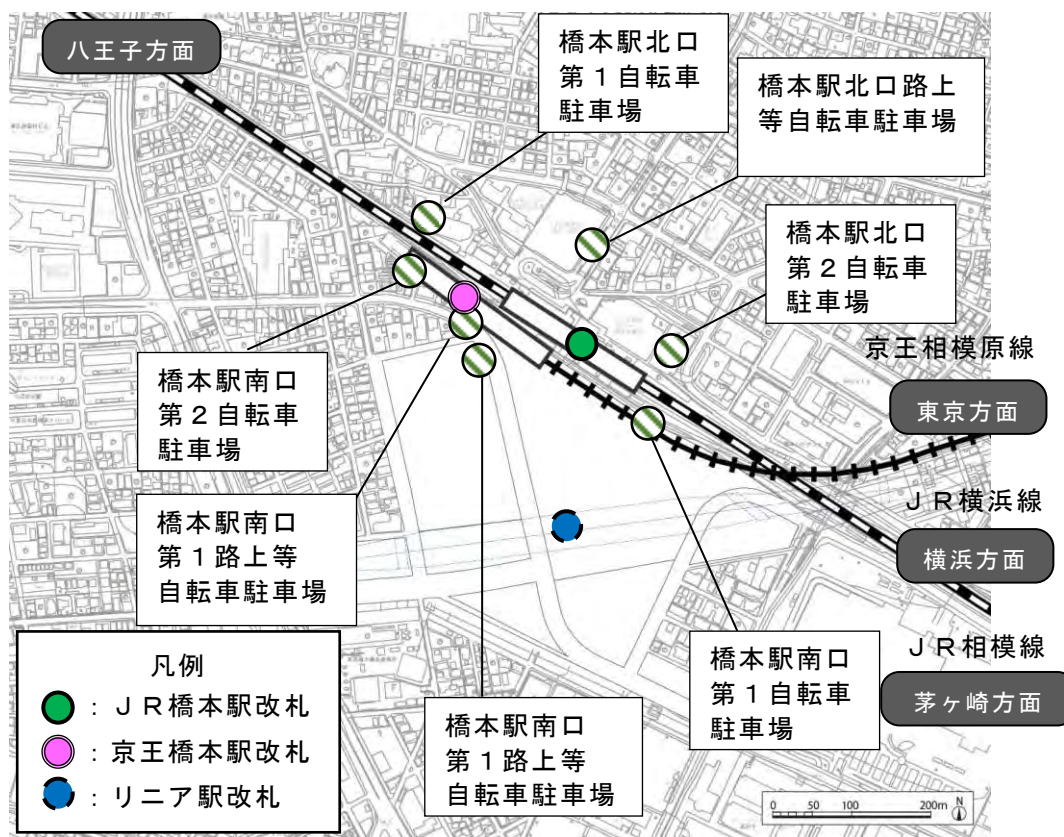 八王子方面
橋本駅北口
第１自転車
駐車場
橋本駅北口路上
等自転車駐車場
橋本駅北口
第２自転車
駐車場
京王相模原線
東京方面
ＪＲ横浜線
横浜方面
ＪＲ相模線
茅ヶ崎方面
橋本駅南口
第２自転車
駐車場
橋本駅南口
第１路上等
自転車駐車場
橋本駅南口
第１路上等
自転車駐車場
橋本駅南口
第１自転車
駐車場
凡例
：ＪＲ橋本駅改札
：京王橋本駅改札
：リニア駅改札
0 50 100 200m
N